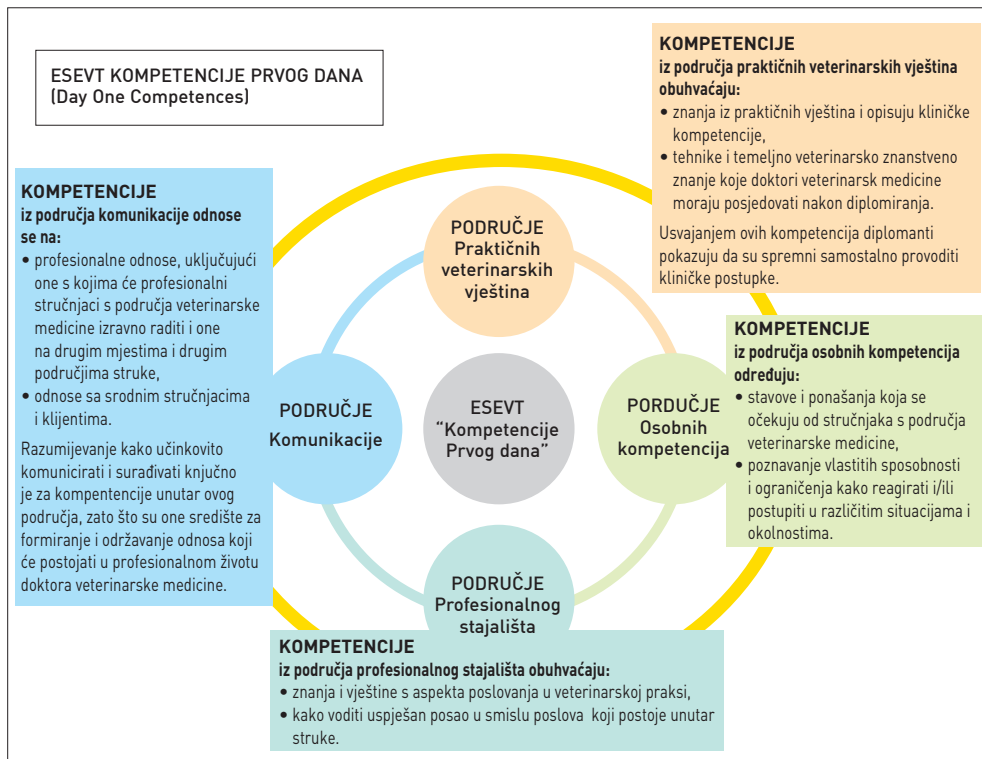 ESEVT KOMPETENCIJE PRVOG DANA
(Day One Competences)
KOMPETENCIJE
iz područja praktičnih veterinarskih vještina
obuhvaćaju:
• znanja iz praktičnih vještina i opisuju kliničke
kompetencije,
• tehnike i temeljno veterinarsko znanstveno
znanje koje doktori veterinarsk medicine
moraju posjedovati nakon diplomiranja.
Usvajanjem ovih kompetencija diplomanti
pokazuju da su spremni samostalno provoditi
kliničke postupke.
KOMPETENCIJE
iz područja komunikacije odnose
se na:
• profesionalne odnose, uključujući
one s kojima će profesionalni
stručnjaci s područja veterinarske
medicine izravno raditi i one
na drugim mjestima i drugim
područjima struke,
• odnose sa srodnim stručnjacima
i klijentima.
Razumijevanje kako učinkovito
komunicirati i surađivati knjučno
je za kompentencije unutar ovog
područja, zato što su one središte za
formiranje i održavanje odnosa koji
će postojati u profesionalnom životu
doktora veterinarske medicine.
PODRUČJE
Praktičnih
veterinarskih
vještina
PODRUČJE
Komunikacije
ESEVT
"Kompetencije
Prvog dana"
PORDUČJE
Osobnih
kompetencija
KOMPETENCIJE
iz područja osobnih kompetencija
određuju:
• stavove i ponašanja koja se
očekuju od stručnjaka s područja
veterinarske medicine,
• poznavanje vlastitih sposobnosti
i ograničenja kako reagirati i/ili
postupiti u različitim situacijama i
okolnostima.
PODRUČJE
Profesionalnog
stajališta
KOMPETENCIJE
iz područja profesionalnog stajališta obuhvaćaju:
• znanja i vještine s aspekta poslovanja u veterinarskoj praksi,
• kako voditi uspješan posao u smislu poslova koji postoje unutar
struke.